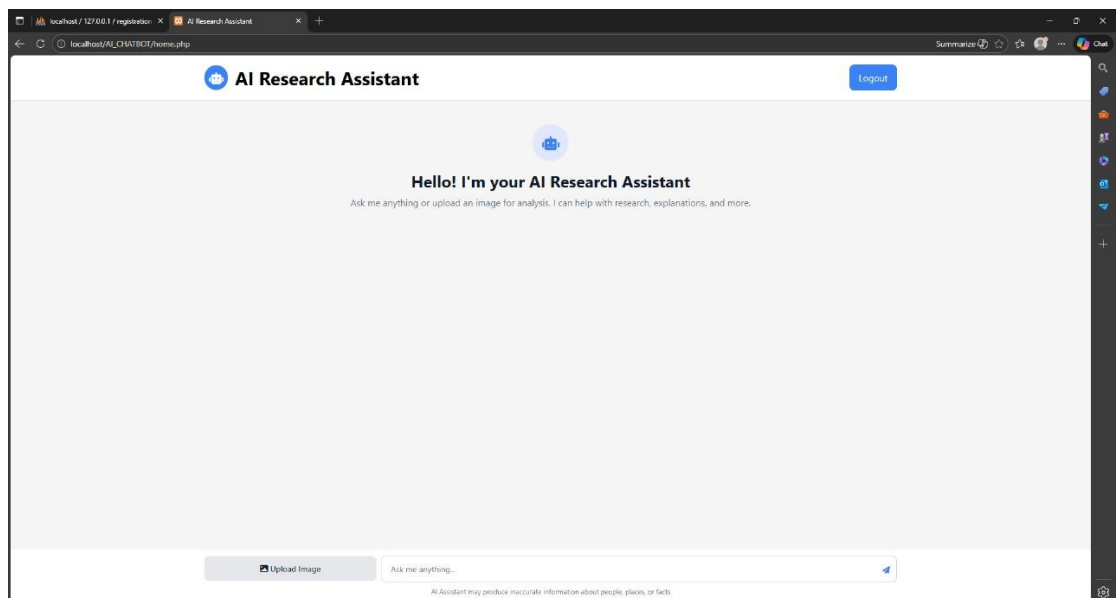 localhost / 127.0.0.1 / registration
AI Research Assistant
localhost/AI_CHATBOT/home.php
Summarize
Chat
AI Research Assistant
Logout
Hello! I'm your AI Research Assistant
Ask me anything or upload an image for analysis. I can help with research, explanations, and more.
Upload Image
Ask me anything...
AI Assistant may produce inaccurate information about people, places, or facts